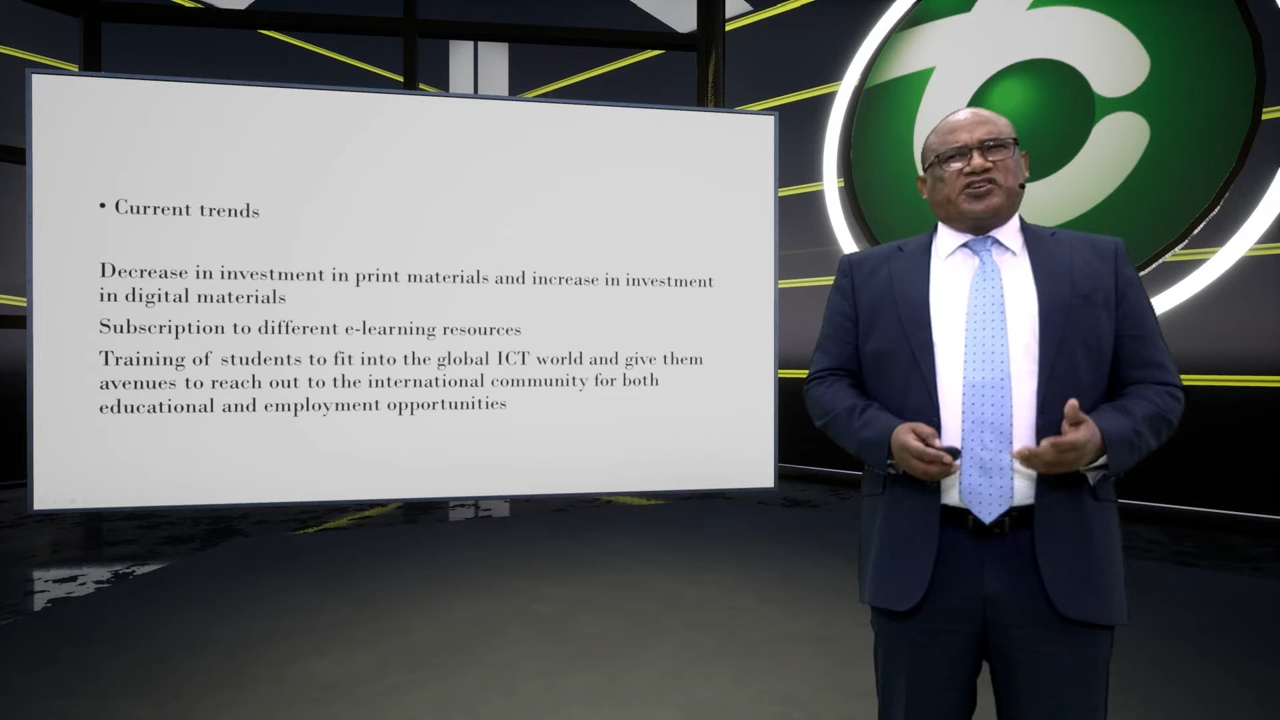 • Current trends
Decrease in investment in print materials and increase in investment
in digital materials
Subscription to different e-learning resources
Training of students to fit into the global ICT world and give them
avenues to reach out to the international community for both
educational and employment opportunities